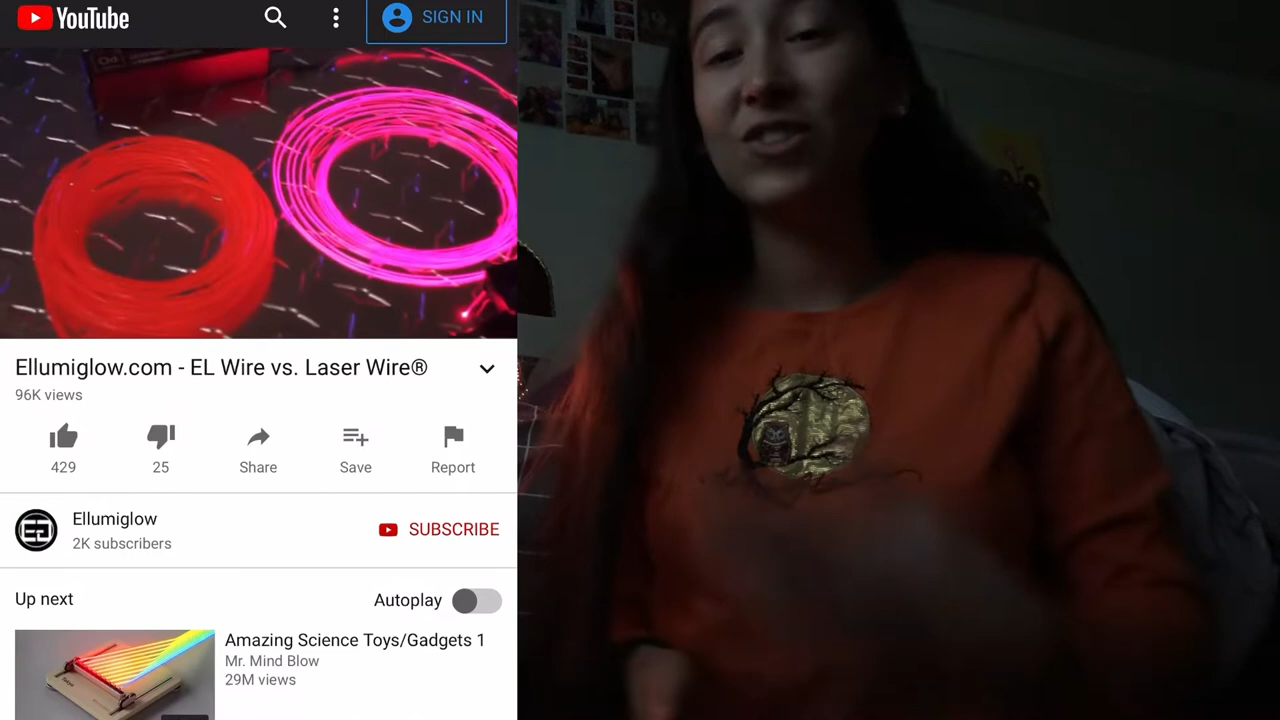 YouTube
SIGN IN
Ellumiglow.com - EL Wire vs. Laser Wire®
96K views
429
25
Share
Save
Report
Ellumiglow
2K subscribers
SUBSCRIBE
Up next
Autoplay
Amazing Science Toys/Gadgets 1
Mr. Mind Blow
29M views